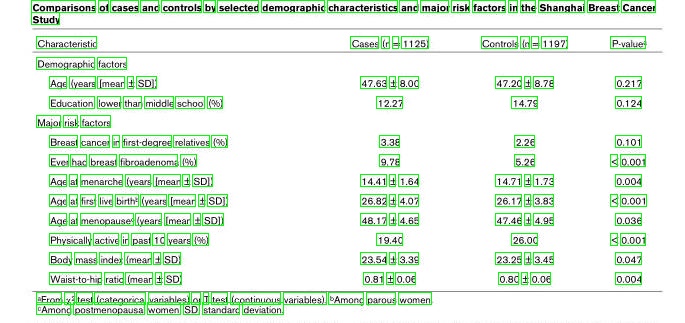 Comparisons of cases and controls by selected demographic characteristics and major risk factors in the Shanghai Breast Cancer
Study
Characteristic Cases (n = 1125) Controls (n = 1197) P-valueª
Demographic factors
Age (years [mean ± SD]) 47.63 ± 8.00 47.20 ± 8.78 0.217
Education lower than middle school (%) 12.27 14.79 0.124
Major risk factors
Breast cancer in first-degree relatives (%) 3.38 2.26 0.101
Ever had breast fibroadenoma (%) 9.78 5.26 < 0.001
Age at menarche (years [mean ± SD]) 14.41 ± 1.64 14.71 ± 1.73 0.004
Age at first live birthᵇ (years [mean ± SD]) 26.82 ± 4.07 26.17 ± 3.83 < 0.001
Age at menopauseᶜ (years [mean ± SD]) 48.17 ± 4.65 47.46 ± 4.95 0.036
Physically active in past 10 years (%) 19.40 26.00 < 0.001
Body mass index (mean ± SD) 23.54 ± 3.39 23.25 ± 3.45 0.047
Waist-to-hip ratio (mean ± SD) 0.81 ± 0.06 0.80 ± 0.06 0.004
ªFrom χ² test (categorical variables) or T test (continuous variables). ᵇAmong parous women.
ᶜAmong postmenopausal women. SD, standard deviation.